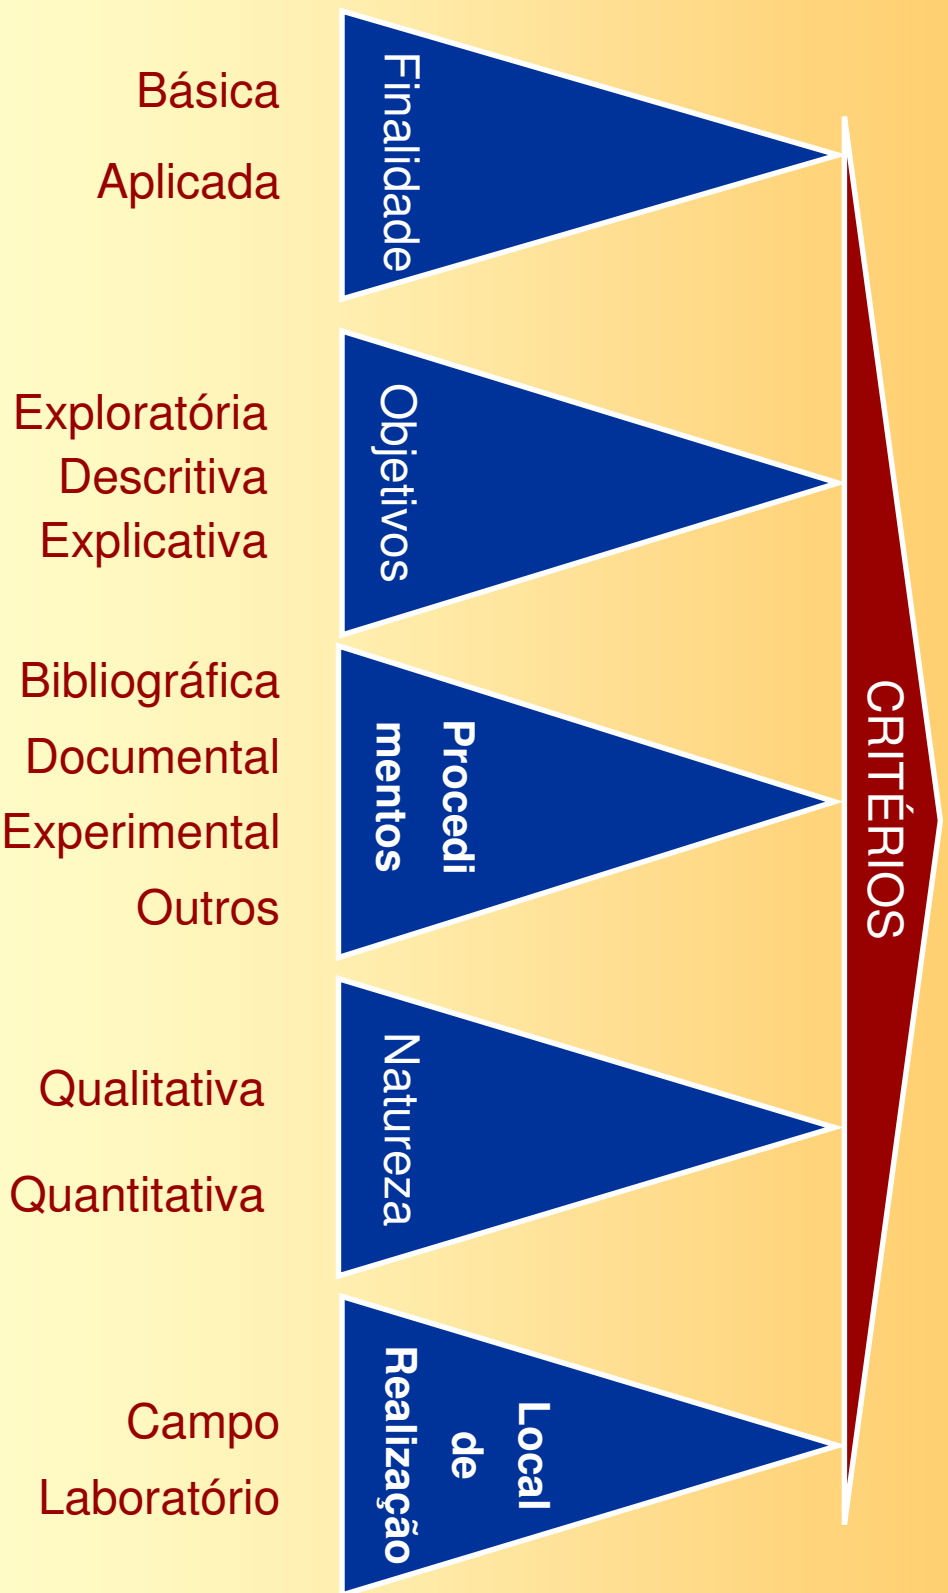 CRITÉRIOS
Finalidade
Básica
Aplicada
Objetivos
Exploratória
Descritiva
Explicativa
Procedi
mentos
Bibliográfica
Documental
Experimental
Outros
Natureza
Qualitativa
Quantitativa
Local
de
Realização
Campo
Laboratório